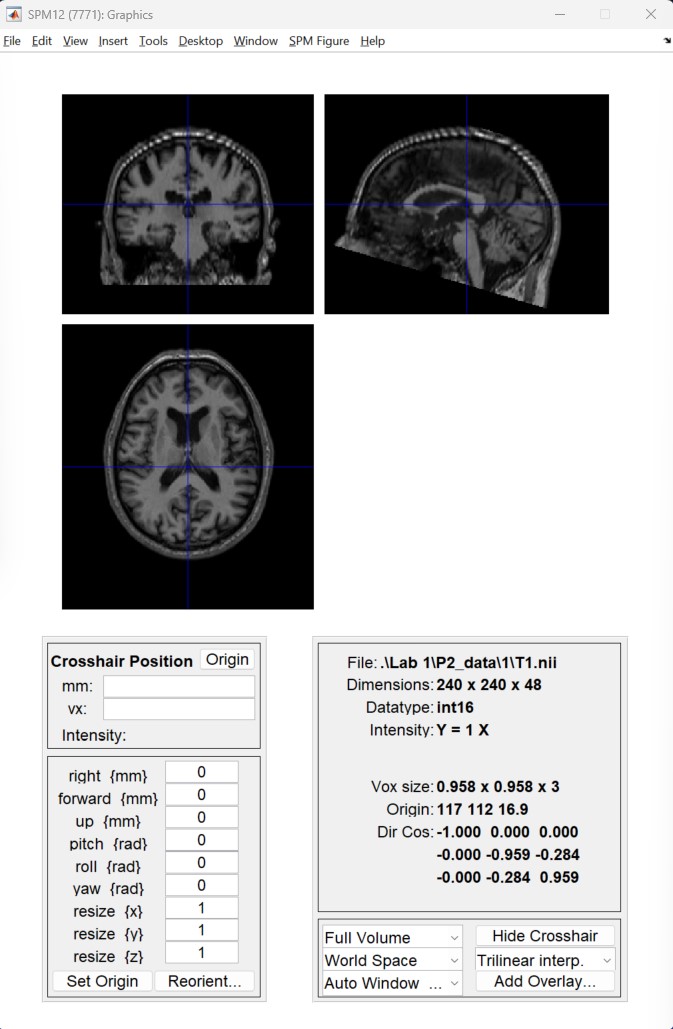 SPM12 (7771): Graphics
File Edit View Insert Tools Desktop Window SPM Figure Help
Crosshair Position Origin
mm:
vx:
Intensity:
right {mm} 0
forward {mm} 0
up {mm} 0
pitch {rad} 0
roll {rad} 0
yaw {rad} 0
resize {x} 1
resize {y} 1
resize {z} 1
Set Origin Reorient...
File: .\Lab 1\P2_data\1\T1.nii
Dimensions: 240 x 240 x 48
Datatype: int16
Intensity: Y = 1 X
Vox size: 0.958 x 0.958 x 3
Origin: 117 112 16.9
Dir Cos: -1.000 0.000 0.000
-0.000 -0.959 -0.284
-0.000 -0.284 0.959
Full Volume Hide Crosshair
World Space Trilinear interp.
Auto Window ... Add Overlay...